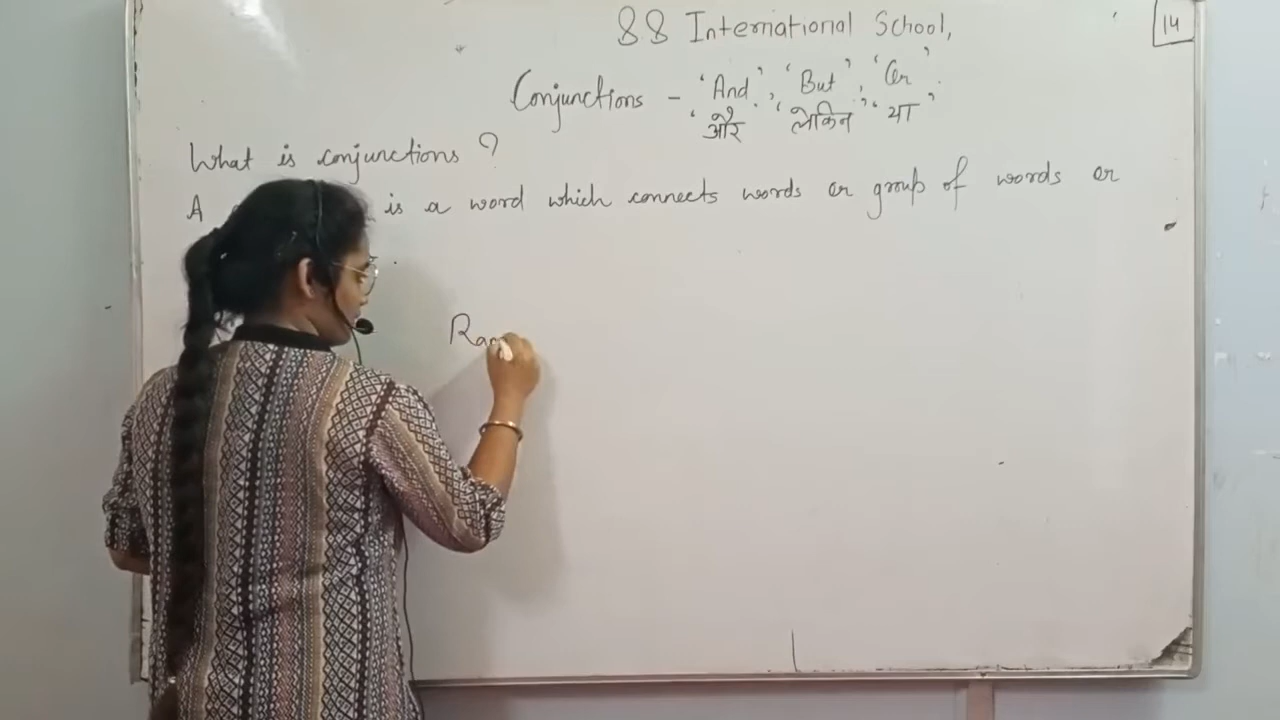 88 International School,
14
Conjunctions - 'And', 'But', 'Or'
'और', 'लेकिन', 'या'
What is conjunctions ?
A is a word which connects words or group of words or
Ram